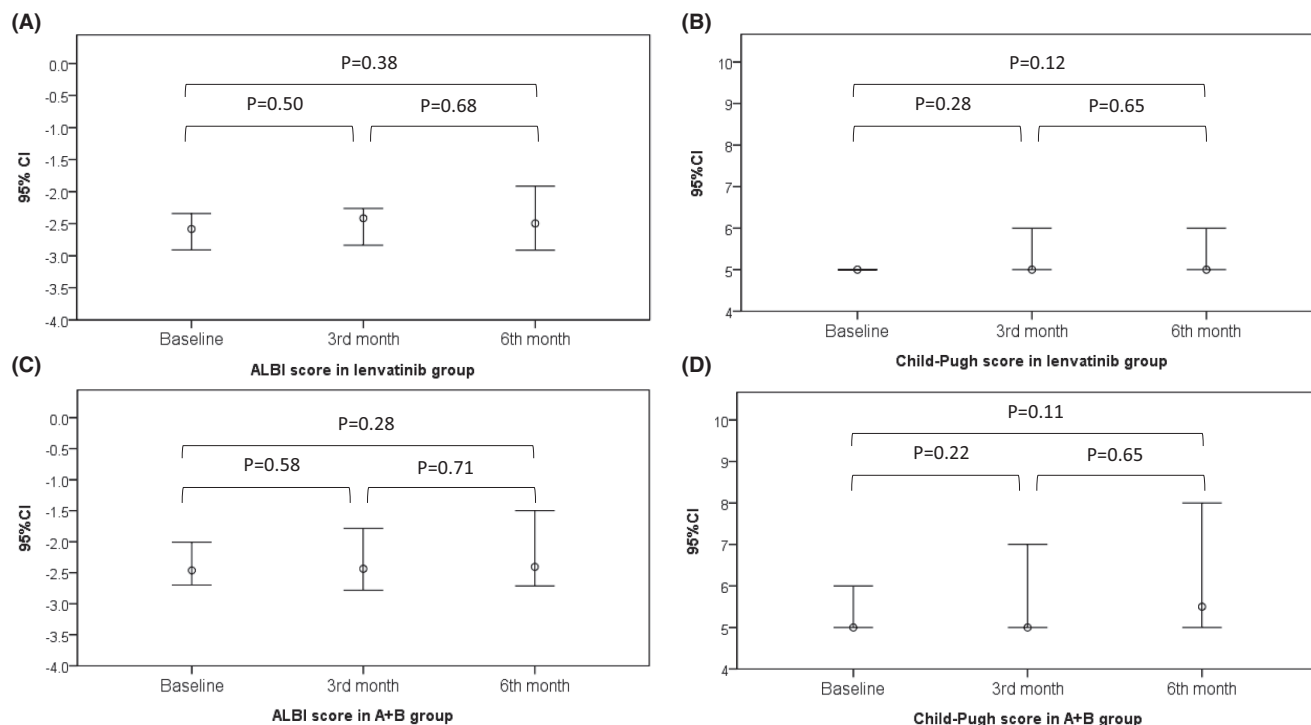 (A)
P=0.38
P=0.50
P=0.68
95% CI
0.0
-0.5
-1.0
-1.5
-2.0
-2.5
-3.0
-3.5
-4.0
Baseline
3rd month
6th month
ALBI score in lenvatinib group
(B)
P=0.12
P=0.28
P=0.65
95%CI
10
9
8
7
6
5
4
Baseline
3rd month
6th month
Child-Pugh score in lenvatinib group
(C)
P=0.28
P=0.58
P=0.71
95%CI
0.0
-0.5
-1.0
-1.5
-2.0
-2.5
-3.0
-3.5
-4.0
Baseline
3rd month
6th month
ALBI score in A+B group
(D)
P=0.11
P=0.22
P=0.65
95%CI
10
9
8
7
6
5
4
Baseline
3rd month
6th month
Child-Pugh score in A+B group